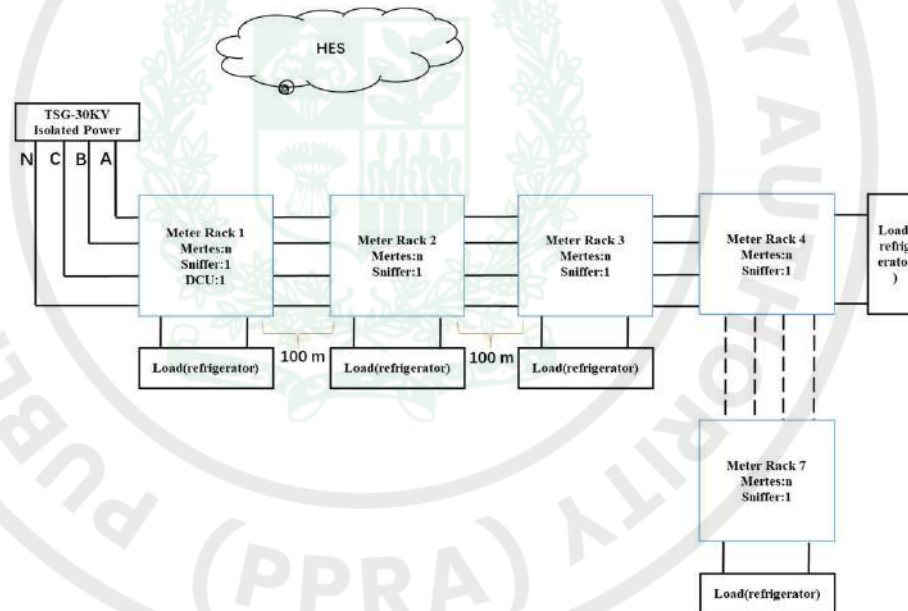 HES
TSG-30KV
Isolated Power
N C B A
Meter Rack 1
Mertes:n
Sniffer:1
DCU:1
Meter Rack 2
Mertes:n
Sniffer:1
Meter Rack 3
Mertes:n
Sniffer:1
Meter Rack 4
Mertes:n
Sniffer:1
Load(
refrig
erato
)
100 m
100 m
Load(refrigerator)
Load(refrigerator)
Load(refrigerator)
Meter Rack 7
Mertes:n
Sniffer:1
Load(refrigerator)
PUBL
(PPRA)
Y AUTHORITY